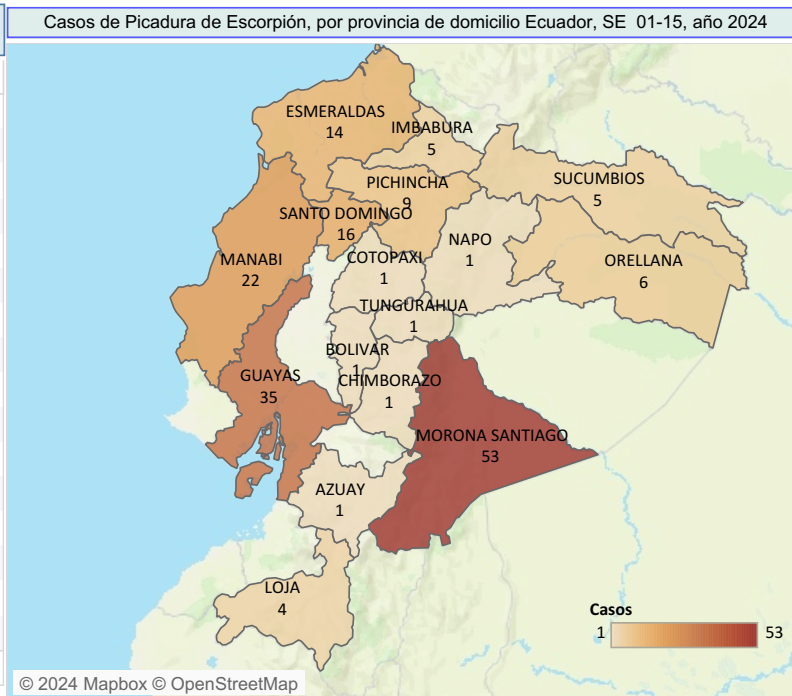 Casos de Picadura de Escorpión, por provincia de domicilio Ecuador, SE 01-15, año 2024
ESMERALDAS
14
IMBABURA
5
PICHINCHA
9
SUCUMBIOS
5
SANTO DOMINGO
16
NAPO
1
MANABI
22
COTOPAXI
1
ORELLANA
6
TUNGURAHUA
1
BOLIVAR
1
GUAYAS
35
CHIMBORAZO
1
MORONA SANTIAGO
53
AZUAY
1
LOJA
4
Casos
1 53
© 2024 Mapbox © OpenStreetMap